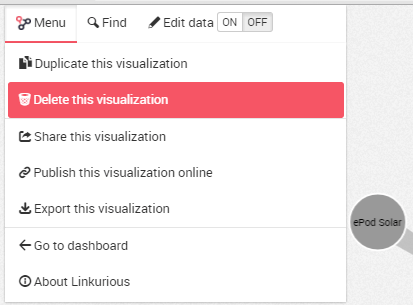 Menu Find Edit data ON OFF
Duplicate this visualization
Delete this visualization
Share this visualization
Publish this visualization online
Export this visualization
Go to dashboard
About Linkurious
ePod Solar